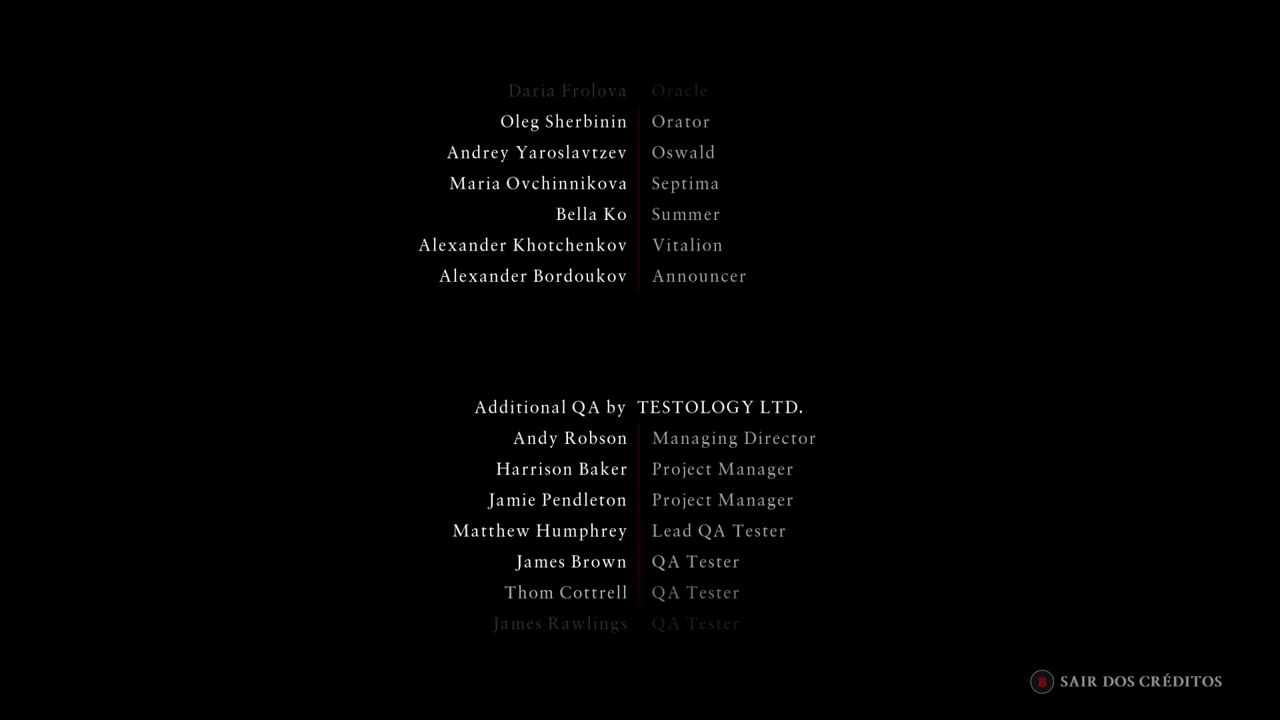 Daria Frolova Oracle
Oleg Sherbinin Orator
Andrey Yaroslavtzev Oswald
Maria Ovchinnikova Septima
Bella Ko Summer
Alexander Khotchenkov Vitalion
Alexander Bordoukov Announcer
Additional QA by TESTOLOGY LTD.
Andy Robson Managing Director
Harrison Baker Project Manager
Jamie Pendleton Project Manager
Matthew Humphrey Lead QA Tester
James Brown QA Tester
Thom Cottrell QA Tester
James Rawlings QA Tester
B SAIR DOS CRÉDITOS